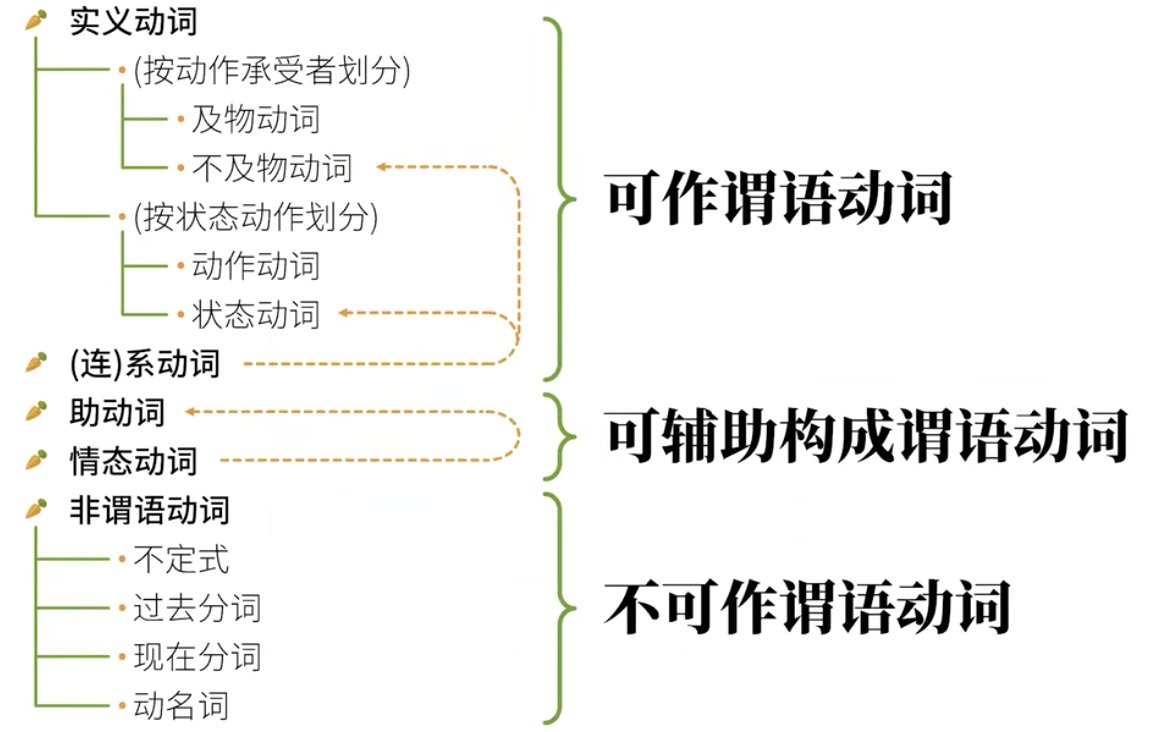 实义动词
(按动作承受者划分)
及物动词
不及物动词
(按状态动作划分)
动作动词
状态动词
(连)系动词
可作谓语动词
助动词
情态动词
可辅助构成谓语动词
非谓语动词
不定式
过去分词
现在分词
动名词
不可作谓语动词